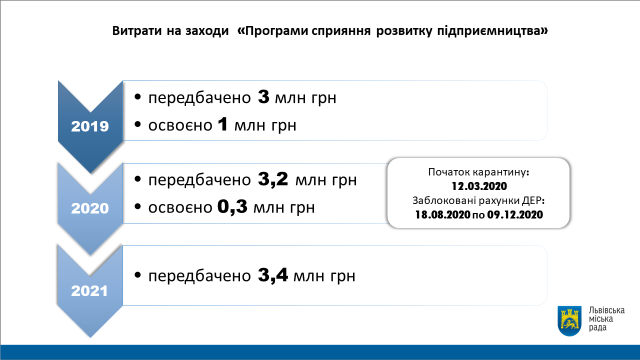 Витрати на заходи «Програми сприяння розвитку підприємництва»
2019
• передбачено 3 млн грн
• освоєно 1 млн грн
2020
• передбачено 3,2 млн грн
• освоєно 0,3 млн грн
Початок карантину:
12.03.2020
Заблоковані рахунки ДЕР:
18.08.2020 по 09.12.2020
2021
• передбачено 3,4 млн грн
Львівська
міська
рада